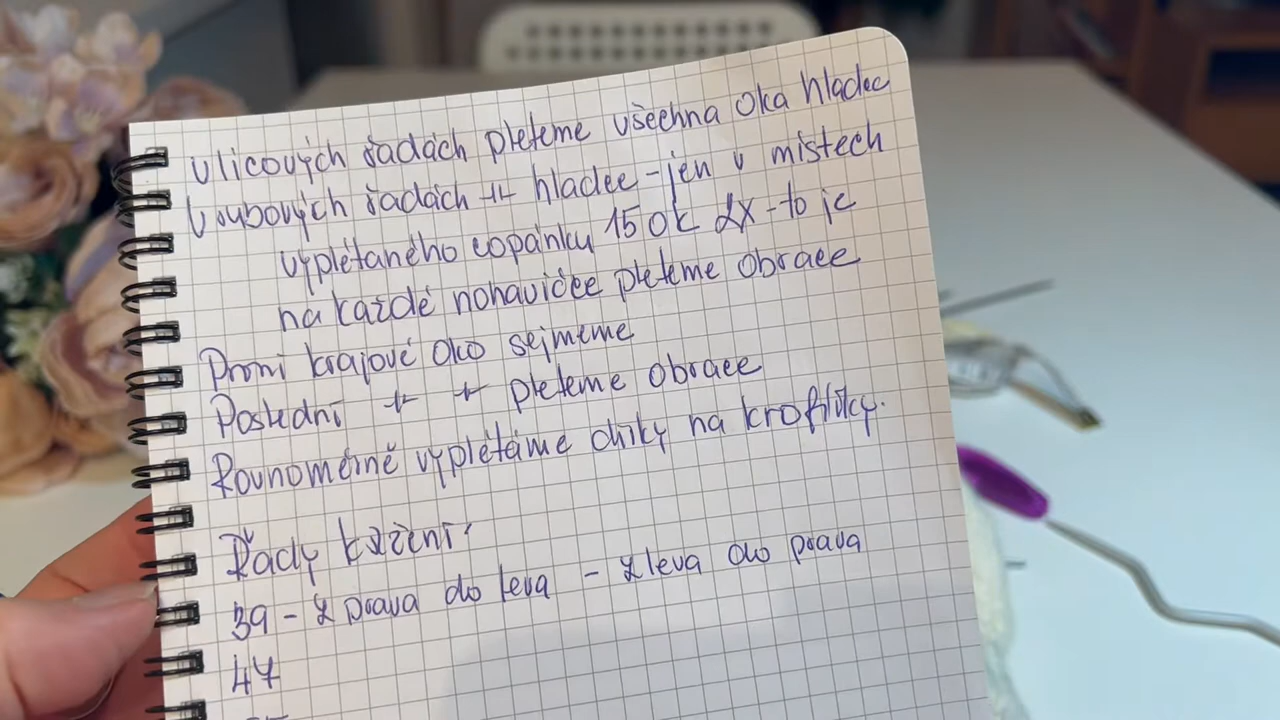 V lícových řadách pleteme všechna oka hladce
V rubových řadách -||- hladce - jen v místech
vyplétaného copánku 15 ok 2x - to je
na každé nohavičce pleteme obrace
První krajové oko sejmeme
Poslední -||- -||- pleteme obrace
Rovnoměrně vyplétáme dírky na knoflíky.
Řady křížení:
39 - z prava do leva - z leva do prava
47